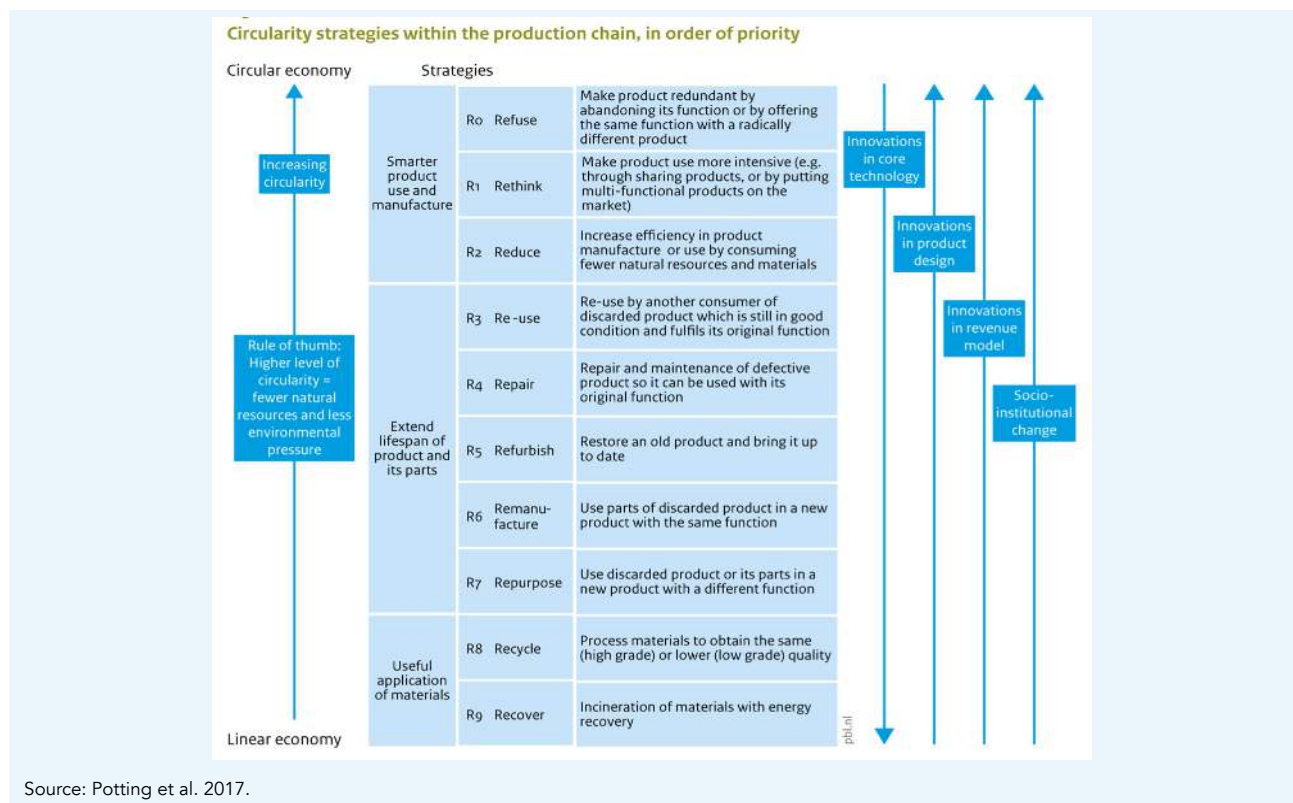 Circularity strategies within the production chain, in order of priority
Circular economy
Strategies
Increasing
circularity
Rule of thumb:
Higher level of
circularity =
fewer natural
resources and less
environmental
pressure
Linear economy
Smarter
product
use and
manufacture
R0 Refuse
Make product redundant by
abandoning its function or by offering
the same function with a radically
different product
R1 Rethink
Make product use more intensive (e.g.
through sharing products, or by putting
multi-functional products on the
market)
R2 Reduce
Increase efficiency in product
manufacture or use by consuming
fewer natural resources and materials
Extend
lifespan of
product and
its parts
R3 Re-use
Re-use by another consumer of
discarded product which is still in good
condition and fulfils its original function
R4 Repair
Repair and maintenance of defective
product so it can be used with its
original function
R5 Refurbish
Restore an old product and bring it up
to date
R6 Remanu-
facture
Use parts of discarded product in a new
product with the same function
R7 Repurpose
Use discarded product or its parts in a
new product with a different function
Useful
application
of materials
R8 Recycle
Process materials to obtain the same
(high grade) or lower (low grade) quality
R9 Recover
Incineration of materials with energy
recovery
Innovations
in core
technology
Innovations
in product
design
Innovations
in revenue
model
Socio-
institutional
change
pbl.nl
Source: Potting et al. 2017.